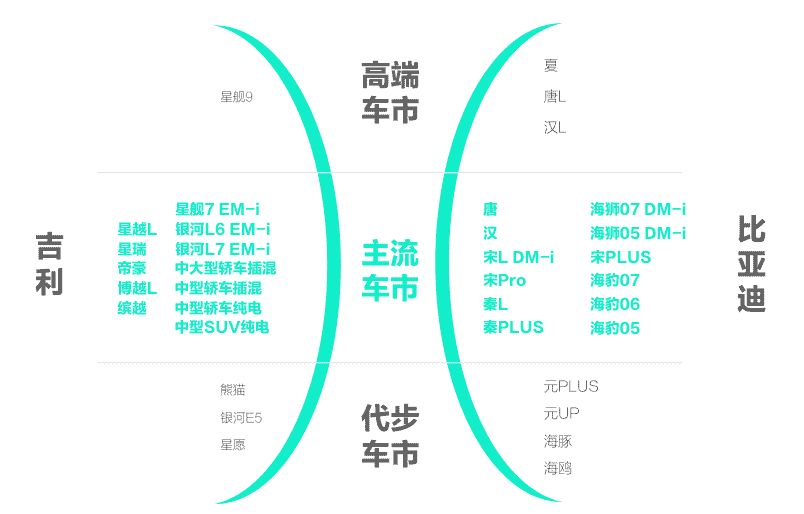 吉利
高端
车市
星舰9
夏
唐L
汉L
主流
车市
星越L
星瑞
帝豪
博越L
缤越
星舰7 EM-i
银河L6 EM-i
银河L7 EM-i
中大型轿车插混
中型轿车插混
中型轿车纯电
中型SUV纯电
唐
汉
宋L DM-i
宋Pro
秦L
秦PLUS
海狮07 DM-i
海狮05 DM-i
宋PLUS
海豹07
海豹06
海豹05
代步
车市
熊猫
银河E5
星愿
元PLUS
元UP
海豚
海鸥
比亚迪